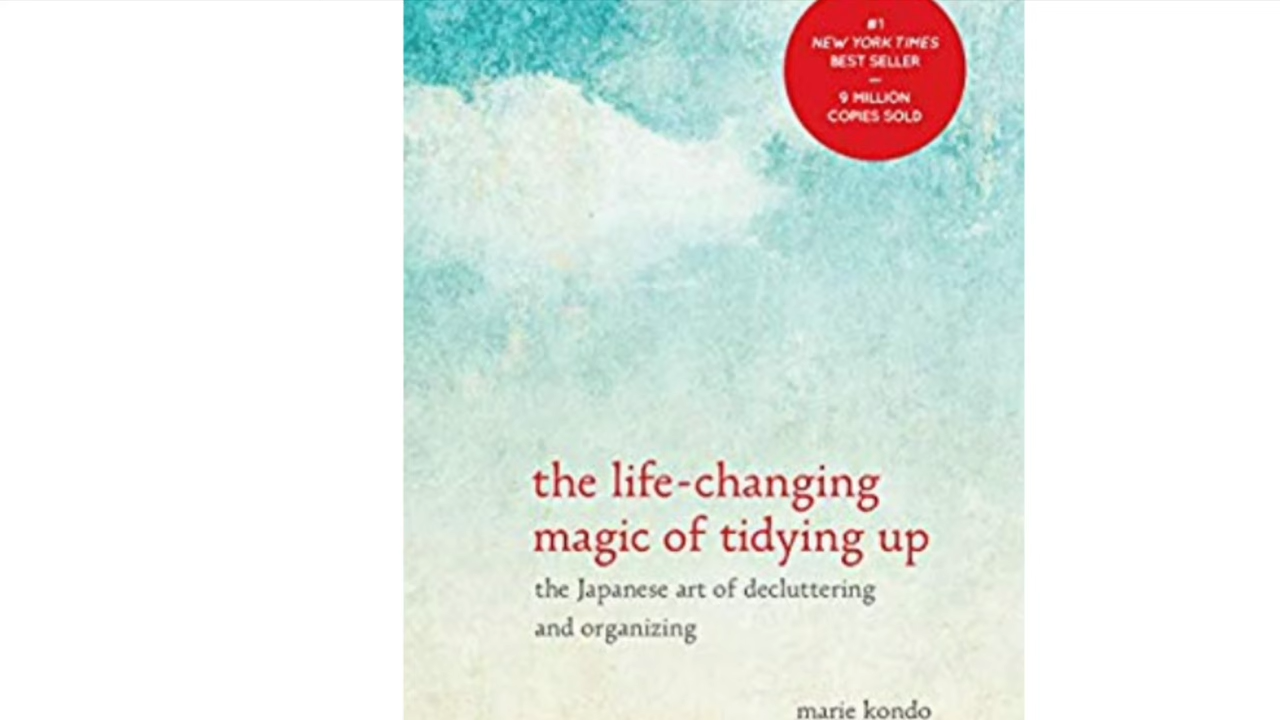 #1
NEW YORK TIMES
BEST SELLER
—
9 MILLION
COPIES SOLD
the life-changing
magic of tidying up
the Japanese art of decluttering
and organizing
marie kondo